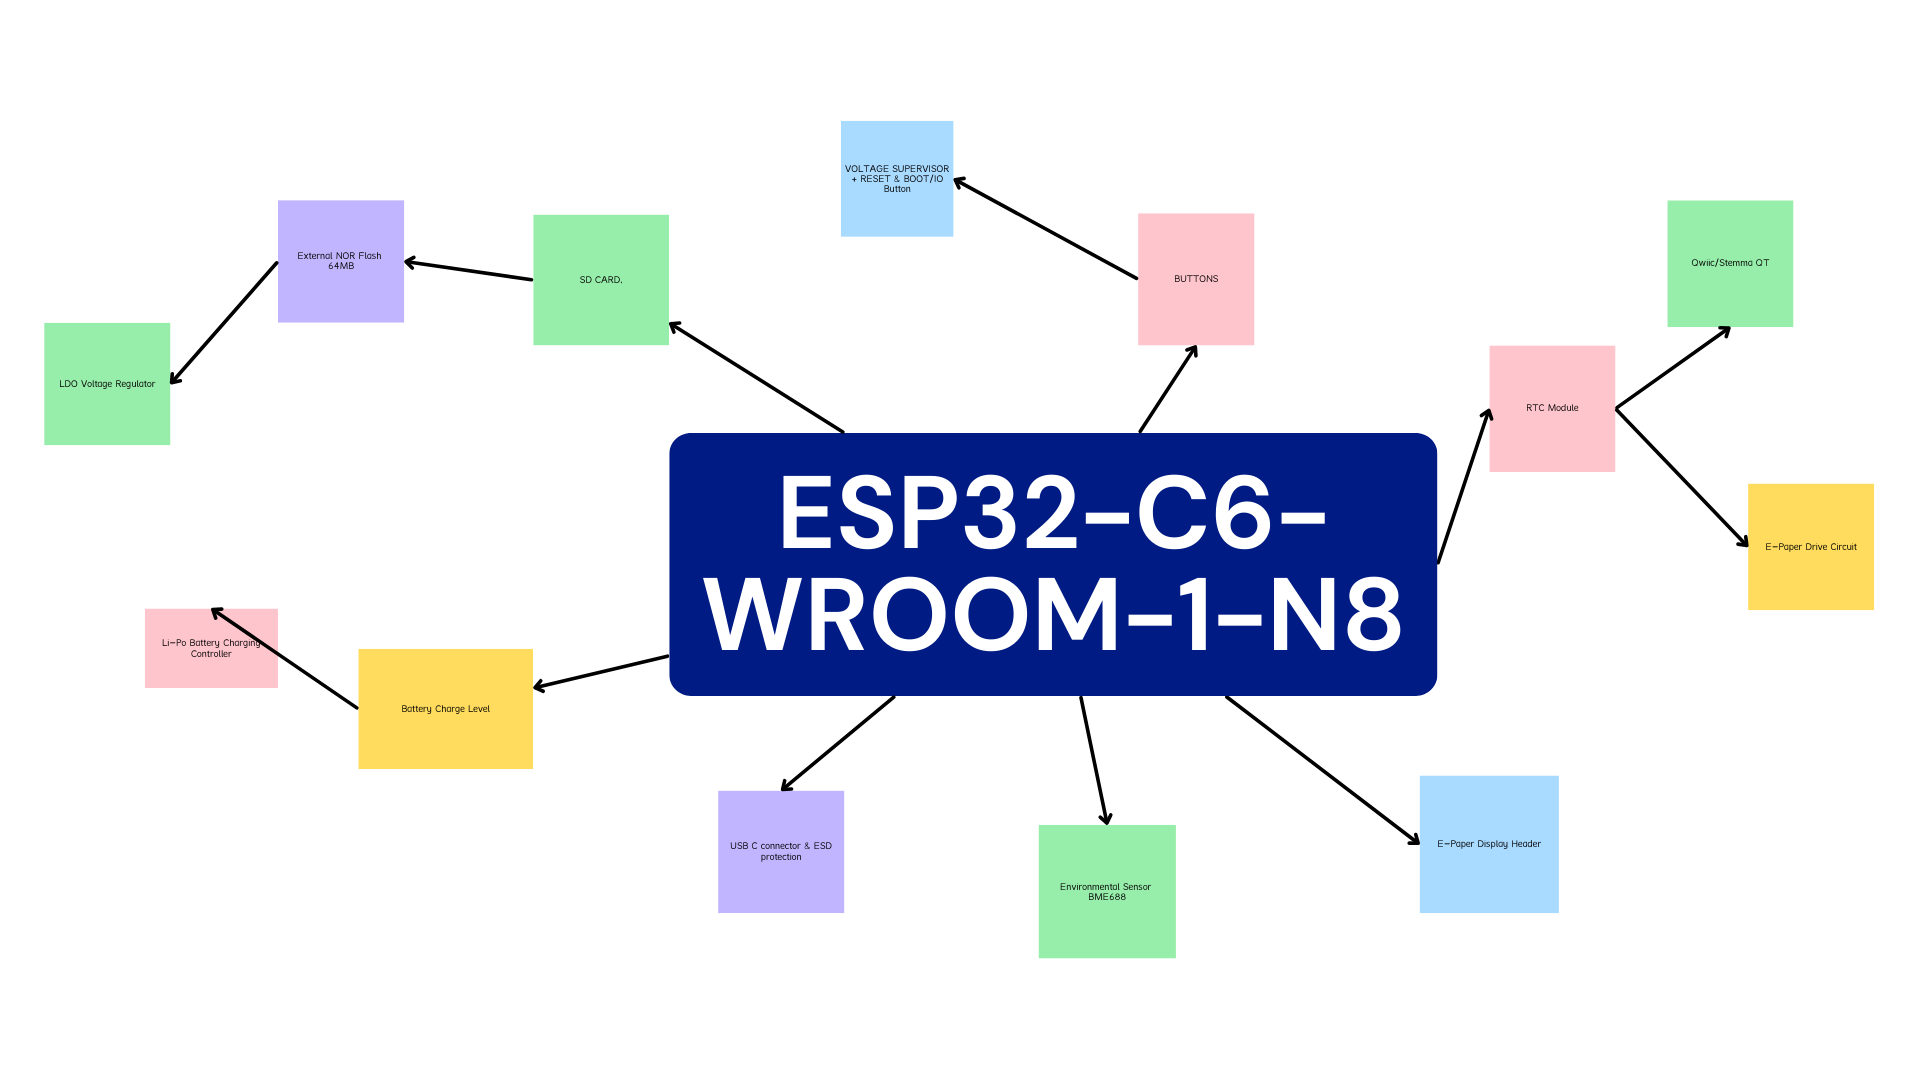 VOLTAGE SUPERVISOR
+ RESET & BOOT/IO
Button
External NOR Flash
64MB
SD CARD.
BUTTONS
Qwiic/Stemma QT
LDO Voltage Regulator
RTC Module
ESP32-C6-
WROOM-1-N8
E-Paper Drive Circuit
Li-Po Battery Charging
Controller
Battery Charge Level
USB C connector & ESD
protection
Environmental Sensor
BME688
E-Paper Display Header